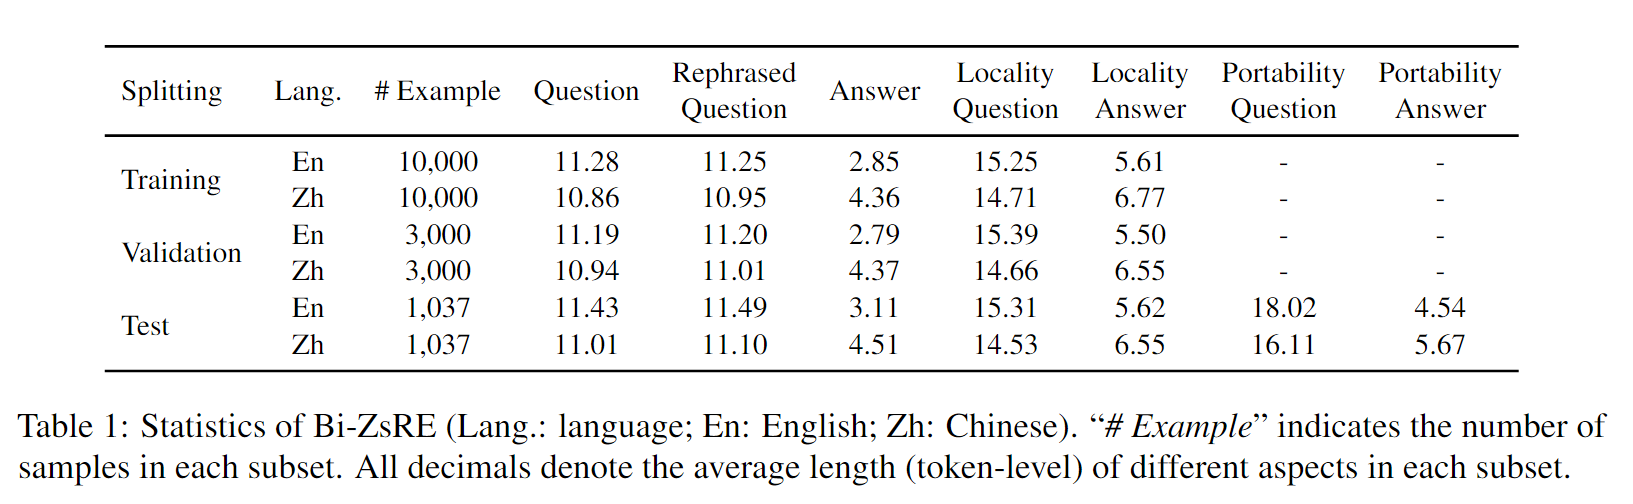 Splitting Lang. # Example Question Rephrased Question Answer Locality Question Locality Answer Portability Question Portability Answer
Training En 10,000 11.28 11.25 2.85 15.25 5.61 - -
Zh 10,000 10.86 10.95 4.36 14.71 6.77 - -
Validation En 3,000 11.19 11.20 2.79 15.39 5.50 - -
Zh 3,000 10.94 11.01 4.37 14.66 6.55 - -
Test En 1,037 11.43 11.49 3.11 15.31 5.62 18.02 4.54
Zh 1,037 11.01 11.10 4.51 14.53 6.55 16.11 5.67
Table 1: Statistics of Bi-ZsRE (Lang.: language; En: English; Zh: Chinese). “# Example” indicates the number of
samples in each subset. All decimals denote the average length (token-level) of different aspects in each subset.